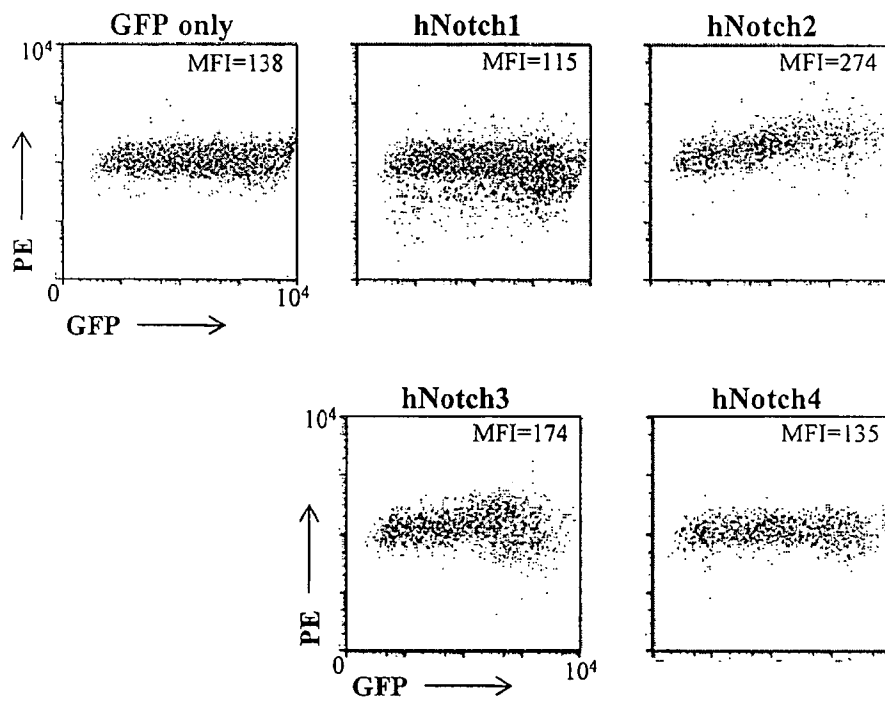 GFP only
hNotch1
hNotch2
10⁴
MFI=138
MFI=115
MFI=274
PE
0
10⁴
GFP
hNotch3
hNotch4
10⁴
MFI=174
MFI=135
PE
0
10⁴
GFP